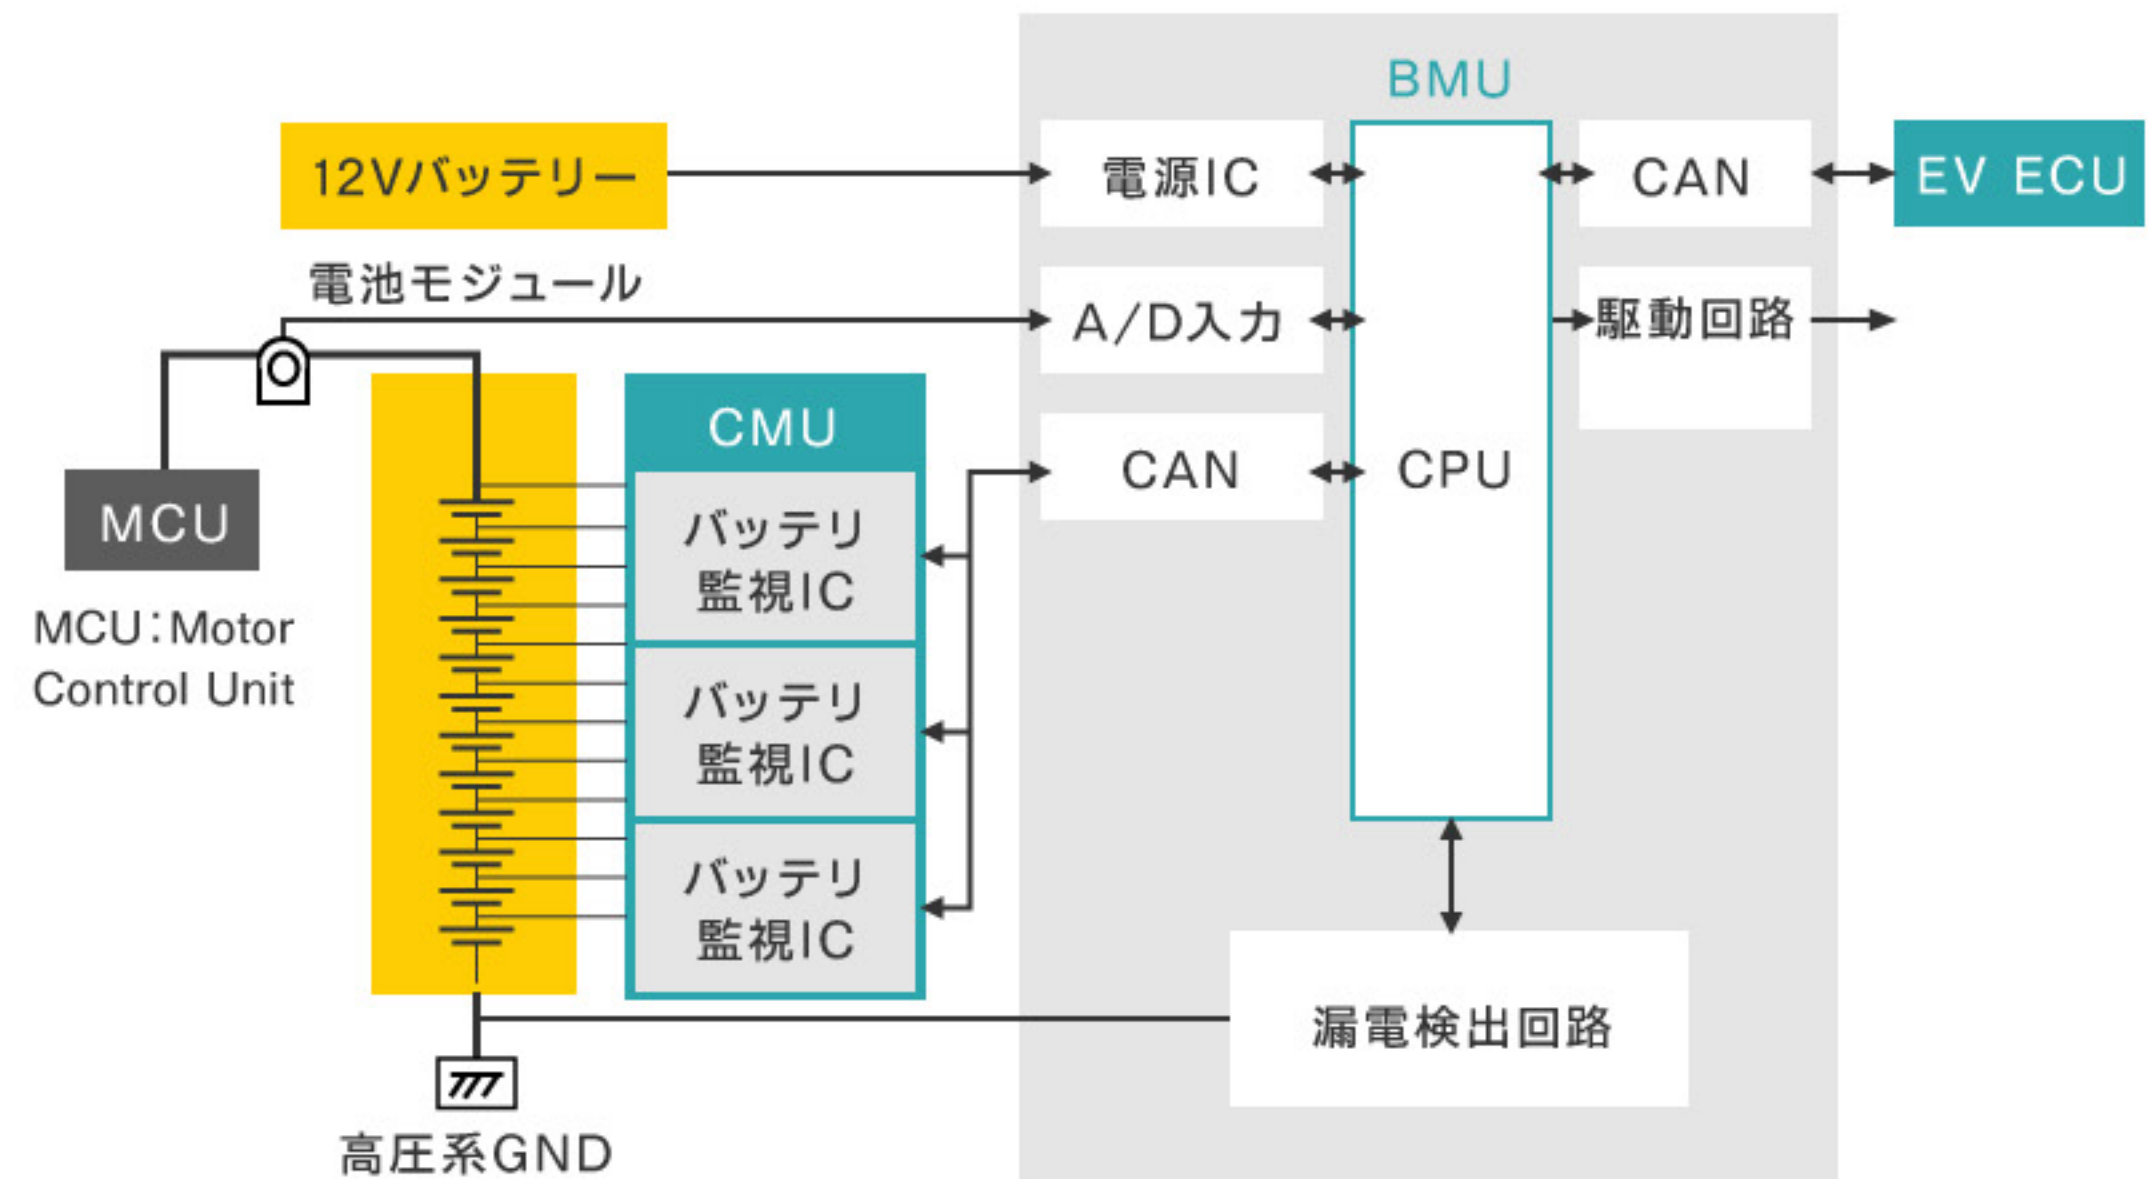 BMU
12Vバッテリー
電源IC
CAN
EV ECU
電池モジュール
A/D入力
駆動回路
CMU
CAN
CPU
MCU
バッテリ
監視IC
MCU：Motor
Control Unit
バッテリ
監視IC
バッテリ
監視IC
漏電検出回路
高圧系GND